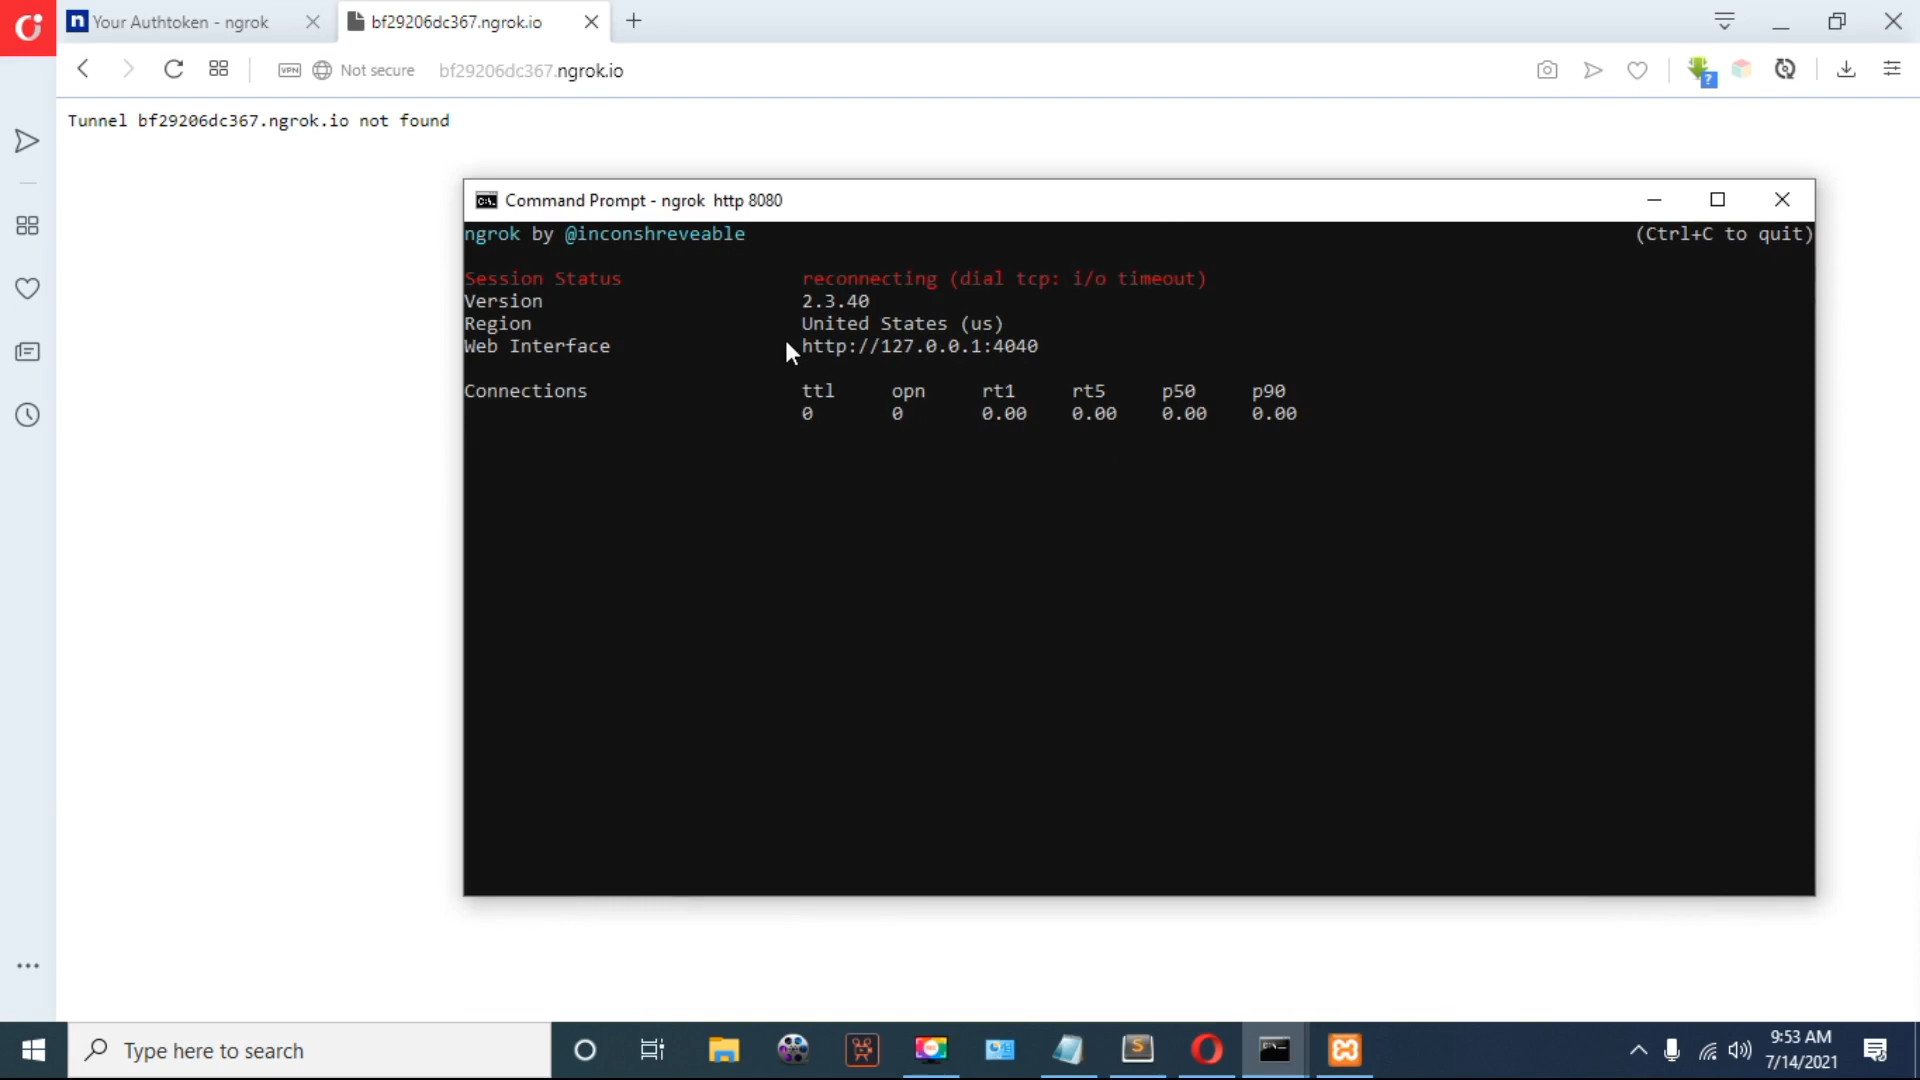 Your Authtoken - ngrok
bf29206dc367.ngrok.io
VPN
Not secure
bf29206dc367.ngrok.io
?
Tunnel bf29206dc367.ngrok.io not found
Command Prompt - ngrok http 8080
ngrok by @inconshreveable (Ctrl+C to quit)
Session Status reconnecting (dial tcp: i/o timeout)
Version 2.3.40
Region United States (us)
Web Interface http://127.0.0.1:4040
Connections ttl opn rt1 rt5 p50 p90
0 0 0.00 0.00 0.00 0.00
Type here to search
9:53 AM
7/14/2021